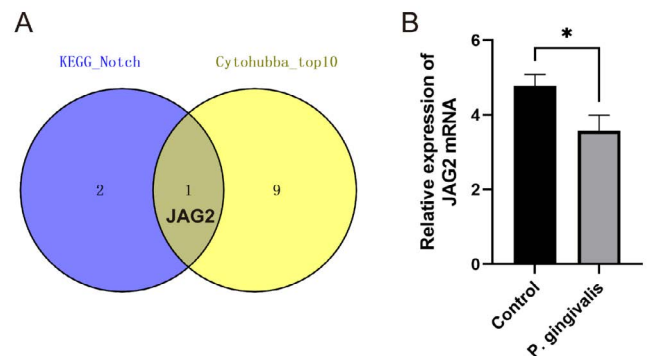 A
KEGG_Notch
Cytohubba_top10
2
1
9
JAG2
B
*
Relative expression of
JAG2 mRNA
6
4
2
0
Control
P. gingivalis